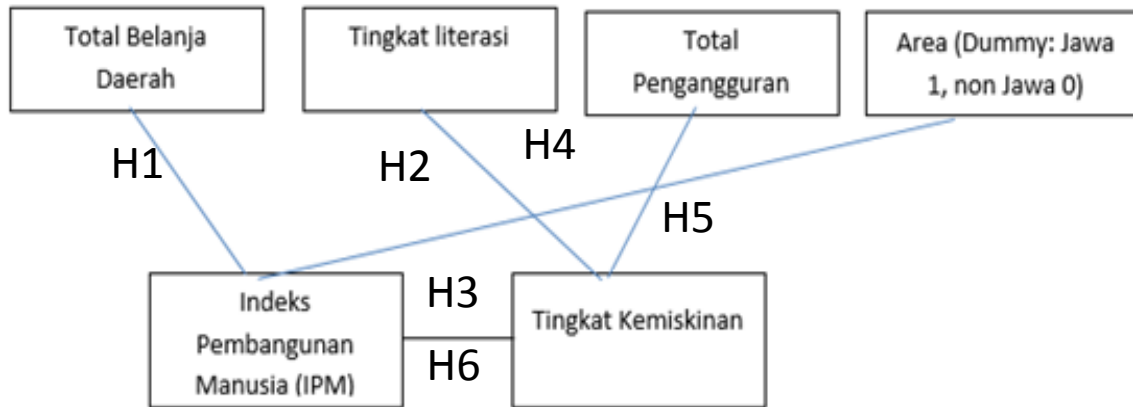 Total Belanja
Daerah
Tingkat literasi
Total
Pengangguran
Area (Dummy: Jawa
1, non Jawa 0)
H1
H2
H4
H5
H3
H6
Indeks
Pembangunan
Manusia (IPM)
Tingkat Kemiskinan